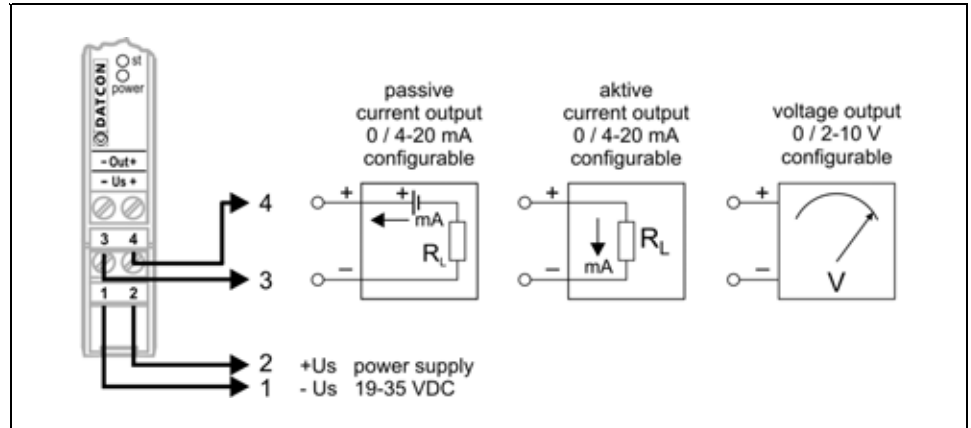 DATCON
st
power
- Out+
- Us +
3 4
1 2
passive
current output
0 / 4-20 mA
configurable
aktive
current output
0 / 4-20 mA
configurable
voltage output
0 / 2-10 V
configurable
4
+
+
mA
RL
–
3
+
mA
RL
–
+
V
–
2 +Us power supply
1 - Us 19-35 VDC